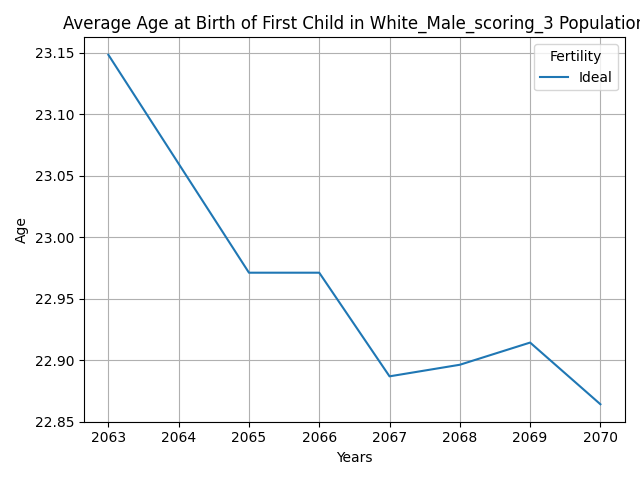 Average Age at Birth of First Child in White_Male_scoring_3 Population
Fertility
Ideal
Age
23.15
23.10
23.05
23.00
22.95
22.90
22.85
2063 2064 2065 2066 2067 2068 2069 2070
Years